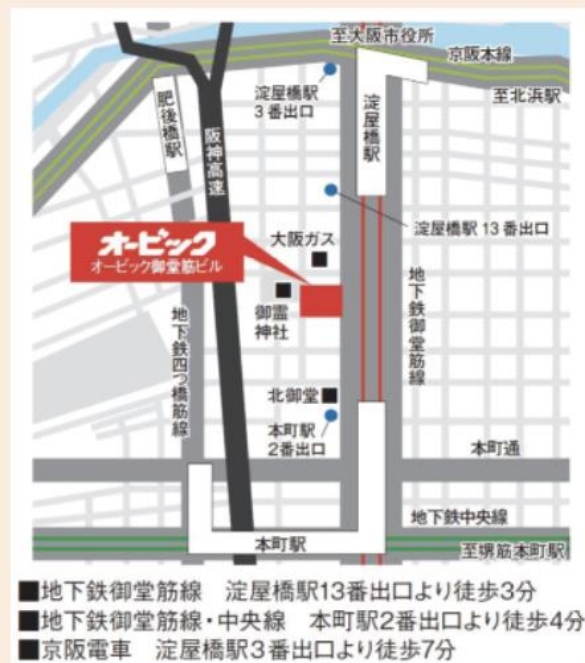 至大阪市役所
京阪本線
至北浜駅
淀屋橋駅
3番出口
肥後橋駅
阪神高速
淀屋橋駅
淀屋橋駅 13番出口
大阪ガス
オービック
オービック御堂筋ビル
御霊
神社
地下鉄御堂筋線
地下鉄四つ橋筋線
北御堂
本町駅
2番出口
本町通
地下鉄中央線
本町駅
至堺筋本町駅
■地下鉄御堂筋線 淀屋橋駅13番出口より徒歩3分
■地下鉄御堂筋線・中央線 本町駅2番出口より徒歩4分
■京阪電車 淀屋橋駅3番出口より徒歩7分